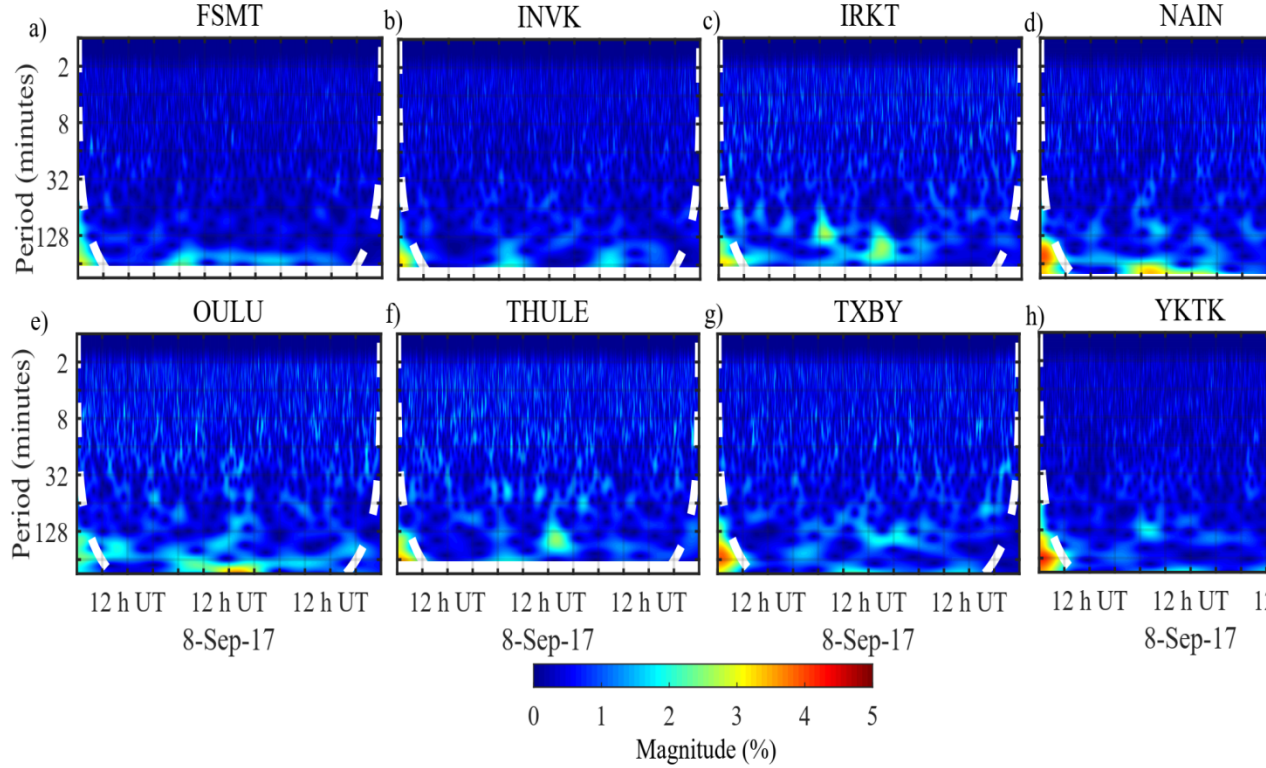 a) FSMT b) INVK c) IRKT d) NAIN
Period (minutes)
2
8
32
128
e) OULU f) THULE g) TXBY h) YKTK
Period (minutes)
2
8
32
128
12 h UT 12 h UT 12 h UT 12 h UT 12 h UT 12 h UT 12 h UT 12 h UT 12 h UT 12 h UT 12 h UT 12
8-Sep-17 8-Sep-17 8-Sep-17 8-Sep-17
0 1 2 3 4 5
Magnitude (%)